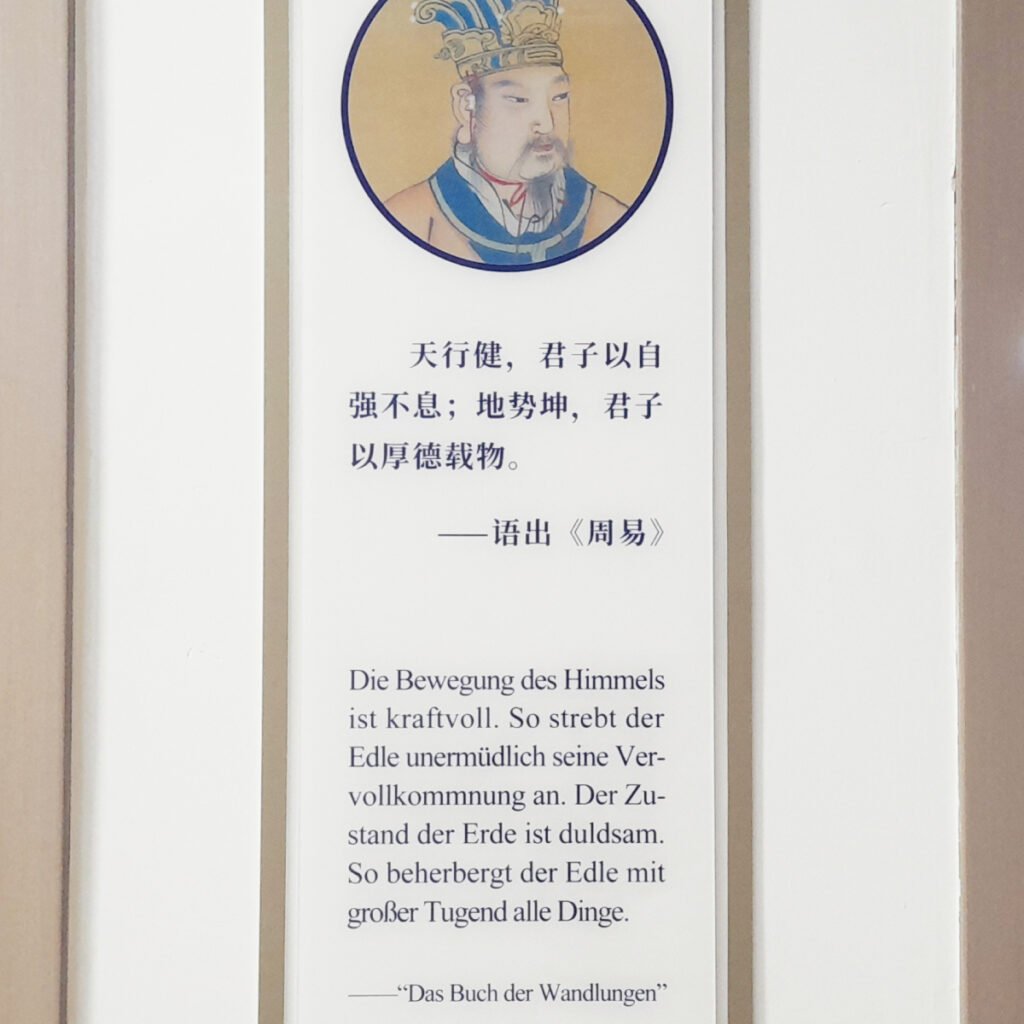 天行健，君子以自
强不息；地势坤，君子
以厚德载物。
——语出《周易》
Die Bewegung des Himmels
ist kraftvoll. So strebt der
Edle unermüdlich seine Ver-
vollkommnung an. Der Zu-
stand der Erde ist duldsam.
So beherbergt der Edle mit
großer Tugend alle Dinge.
——“Das Buch der Wandlungen”